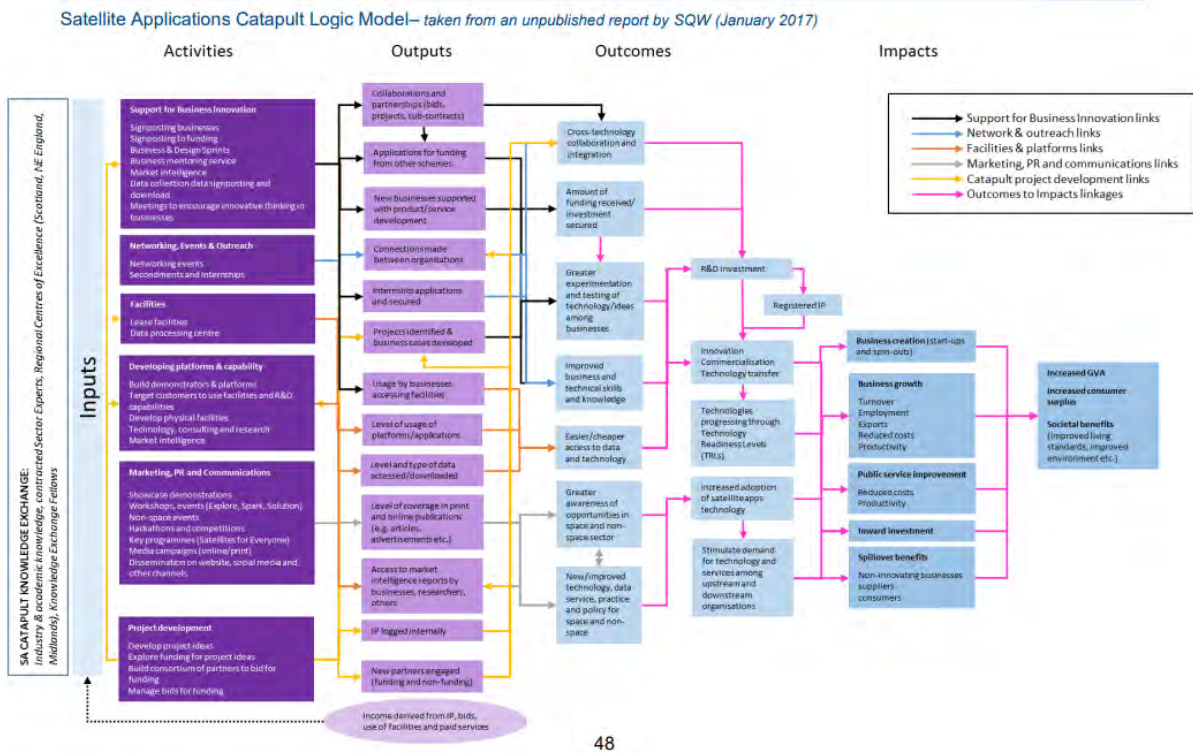 Satellite Applications Catapult Logic Model– taken from an unpublished report by SQW (January 2017)
Activities
Outputs
Outcomes
Impacts
SA CATAPULT KNOWLEDGE EXCHANGE:
Industry & academic knowledge, contracted Sector Experts, Regional Centres of Excellence (Scotland, NE England,
Midlands), Knowledge Exchange Fellows
Inputs
Support for Business Innovation
Signposting businesses
Signposting to funding
Business & Design Sprints
Business mentoring service
Market intelligence
Data collection data signposting and
download
Meetings to encourage innovative thinking in
businesses
Networking, Events & Outreach
Networking events
Secondments and Internships
Facilities
Lease facilities
Data processing centre
Developing platforms & capability
Build demonstrators & platforms
Target customers to use facilities and R&D
capabilities
Develop physical facilities
Technology, consulting and research
Market intelligence
Marketing, PR and Communications
Showcase demonstrations
Workshops, events (Explore, Spark, Solution)
Non-space events
Hackathons and competitions
Key programmes (Satellites for Everyone)
Media campaigns (online/print)
Dissemination on website, social media and
other channels
Project development
Develop project ideas
Explore funding for project ideas
Build consortium of partners to bid for
funding
Manage bids for funding
Collaborations and
partnerships (bids,
projects, sub-contracts)
Applications for funding
from other schemes
New businesses supported
with product/service
development
Connections made
between organisations
Internship applications
and secured
Projects identified &
business cases developed
Usage by businesses
accessing facilities
Level of usage of
platforms/applications
Level and type of data
accessed/downloaded
Level of coverage in print
and online publications
(e.g. articles,
advertisements etc.)
Access to market
intelligence reports by
businesses, researchers,
others
IP logged internally
New partners engaged
(funding and non-funding)
Income derived from IP, bids,
use of facilities and paid services
Cross-technology
collaboration and
integration
Amount of
funding received/
investment
secured
Greater
experimentation
and testing of
technology/ideas
among
businesses
Improved
business and
technical skills
and knowledge
Easier/cheaper
access to data
and technology
Greater
awareness of
opportunities in
space and non-
space sector
New/improved
technology, data
service, practice
and policy for
space and non-
space
R&D investment
Registered IP
Innovation
Commercialisation
Technology transfer
Technologies
progressing through
Technology
Readiness Levels
(TRLs)
Increased adoption
of satellite apps
technology
Stimulate demand
for technology and
services among
upstream and
downstream
organisations
Business creation (start-ups
and spin-outs)
Business growth
Turnover
Employment
Exports
Reduced costs
Productivity
Public service improvement
Reduced costs
Productivity
Inward investment
Spillover benefits
Non-innovating businesses
suppliers
consumers
Increased GVA
Increased consumer
surplus
Societal benefits
(improved living
standards, improved
environment etc.)
Support for Business Innovation links
Network & outreach links
Facilities & platforms links
Marketing, PR and communications links
Catapult project development links
Outcomes to Impacts linkages
48